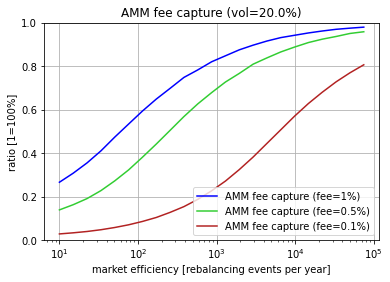 AMM fee capture (vol=20.0%)
ratio [1=100%]
1.0
0.8
0.6
0.4
0.2
0.0
AMM fee capture (fee=1%)
AMM fee capture (fee=0.5%)
AMM fee capture (fee=0.1%)
10¹ 10² 10³ 10⁴ 10⁵
market efficiency [rebalancing events per year]